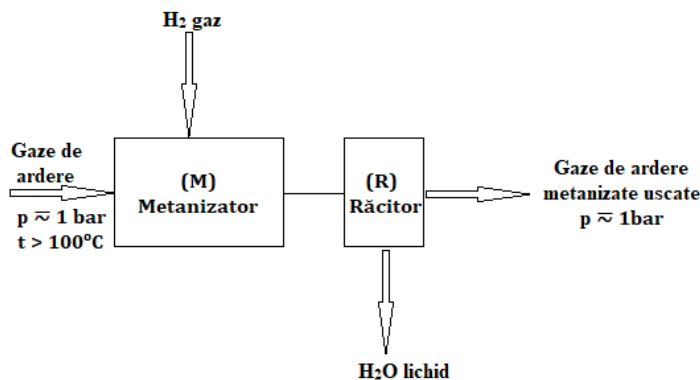 H₂ gaz
Gaze de
ardere
p ≂ 1 bar
t > 100°C
(M)
Metanizator
(R)
Răcitor
Gaze de ardere
metanizate uscate
p ≂ 1bar
H₂O lichid